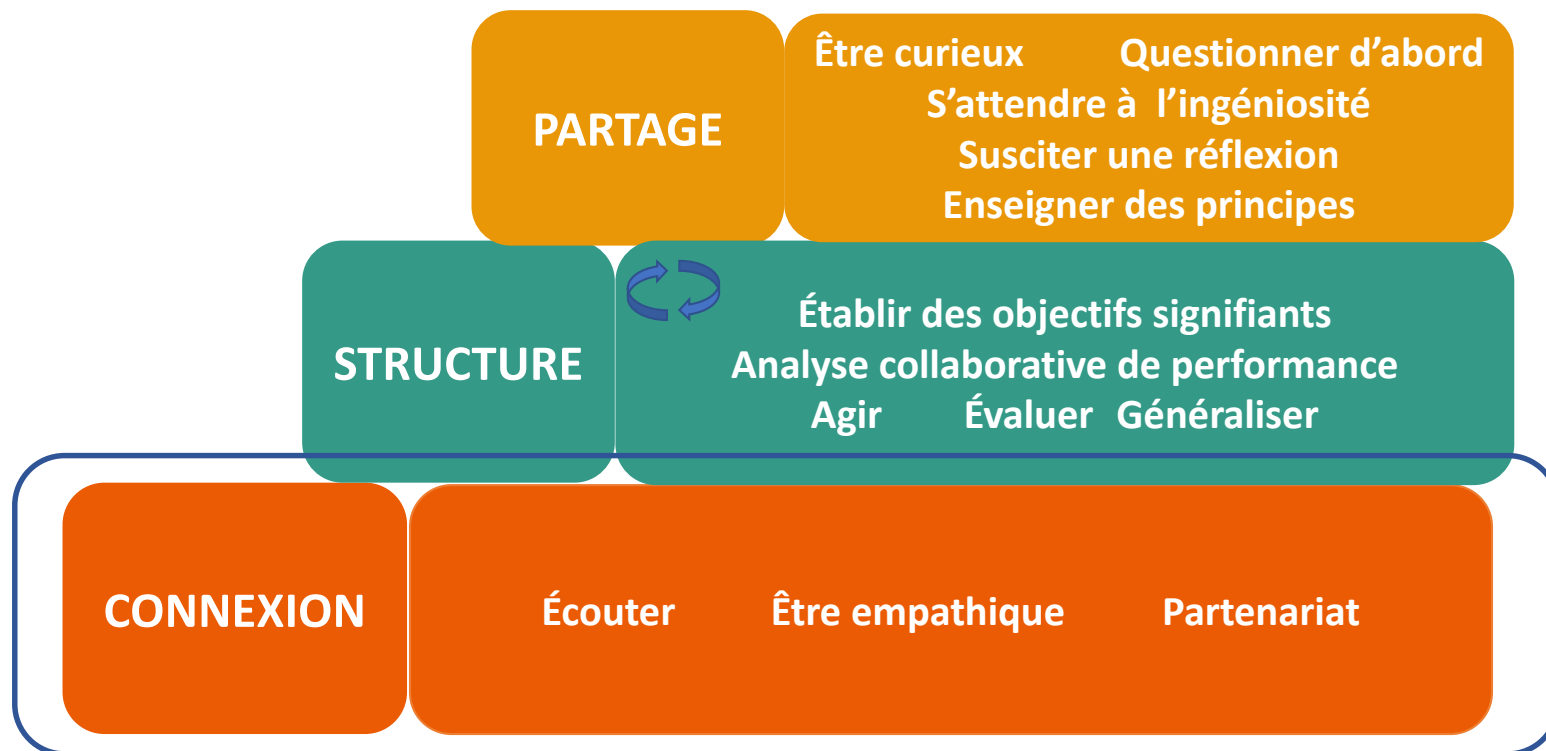 PARTAGE
Être curieux Questionner d’abord
S’attendre à l’ingéniosité
Susciter une réflexion
Enseigner des principes
STRUCTURE
Établir des objectifs signifiants
Analyse collaborative de performance
Agir Évaluer Généraliser
CONNEXION
Écouter Être empathique Partenariat